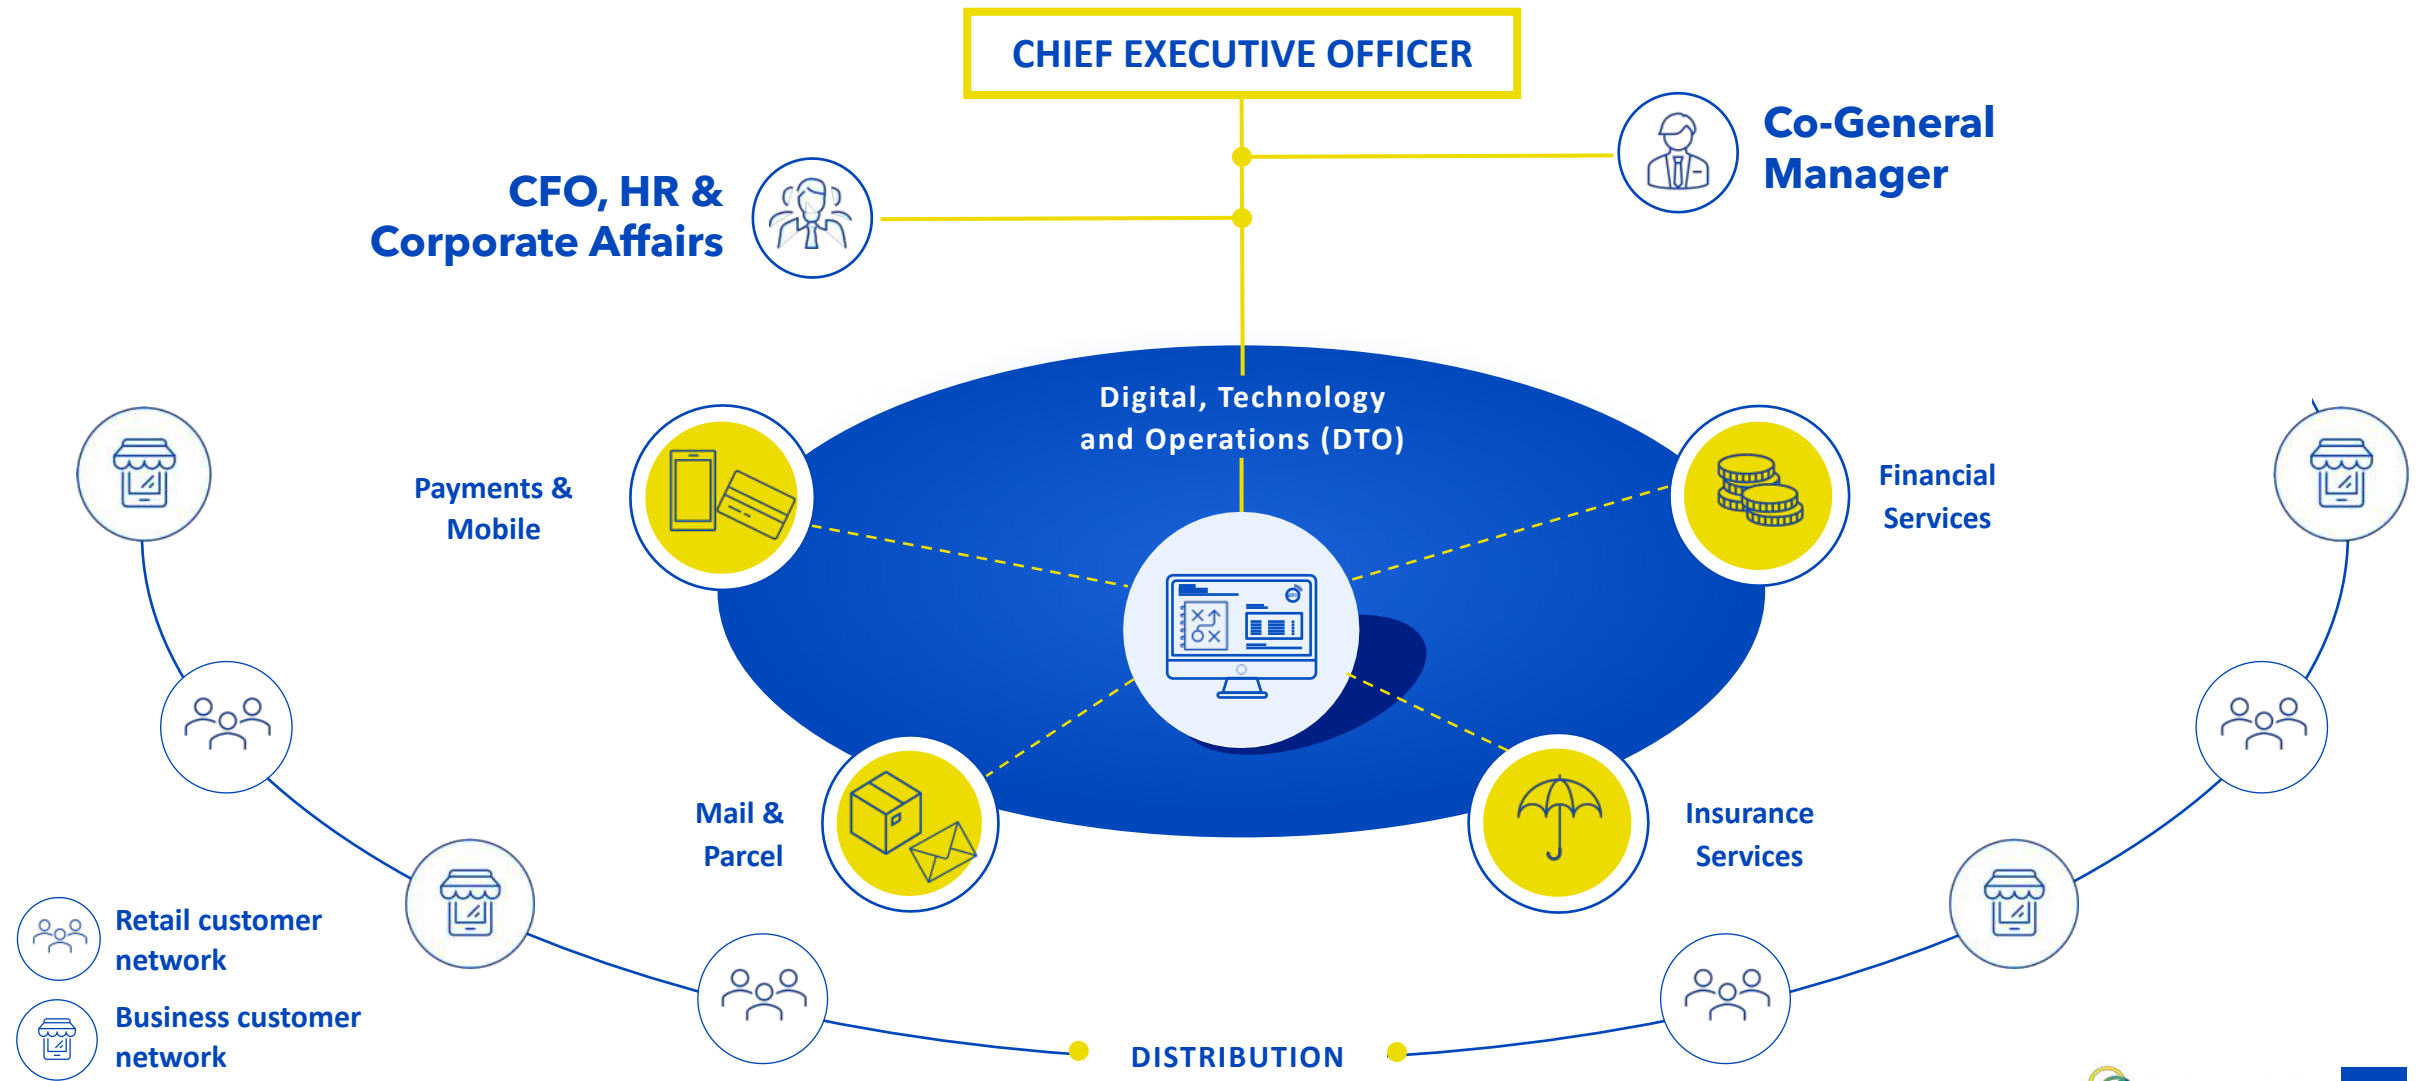 CHIEF EXECUTIVE OFFICER
Co-General
Manager
CFO, HR &
Corporate Affairs
Digital, Technology
and Operations (DTO)
Payments &
Mobile
Financial
Services
Mail &
Parcel
Insurance
Services
Retail customer
network
Business customer
network
DISTRIBUTION